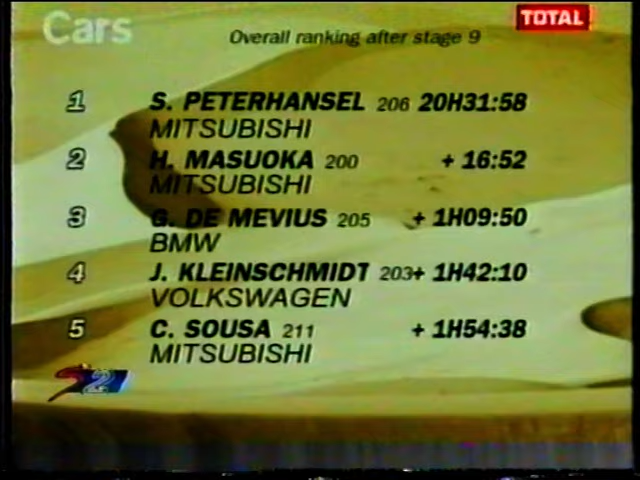 Cars
TOTAL
Overall ranking after stage 9
1 S. PETERHANSEL 206 20H31:58
MITSUBISHI
2 H. MASUOKA 200 + 16:52
MITSUBISHI
3 G. DE MEVIUS 205 + 1H09:50
BMW
4 J. KLEINSCHMIDT 203+ 1H42:10
VOLKSWAGEN
5 C. SOUSA 211 + 1H54:38
MITSUBISHI
S2